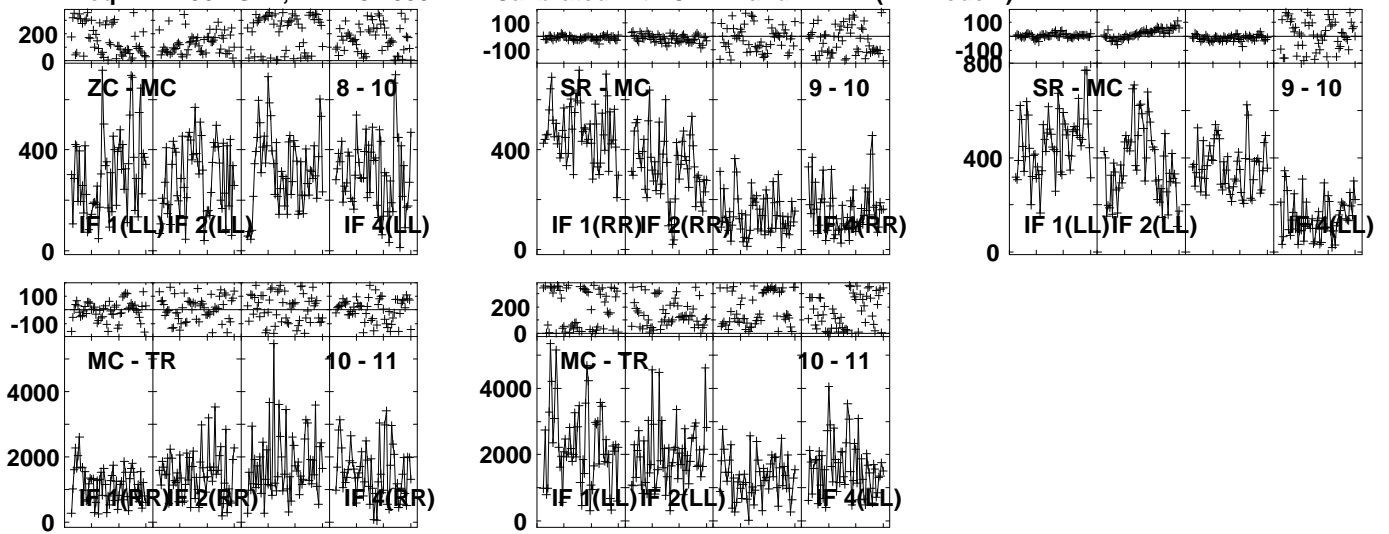 200
0
ZC - MC 8 - 10
400
IF 1(LL) IF 2(LL) IF 4(LL)
0
100
-100
SR - MC 9 - 10
400
IF 1(RR) IF 2(RR) IF 4(RR)
0
100
-100
800
SR - MC 9 - 10
400
IF 1(LL) IF 2(LL) IF 4(LL)
0
100
-100
MC - TR 10 - 11
4000
2000
IF 1(RR) IF 2(RR) IF 4(RR)
0
200
0
MC - TR 10 - 11
4000
2000
IF 1(LL) IF 2(LL) IF 4(LL)
0